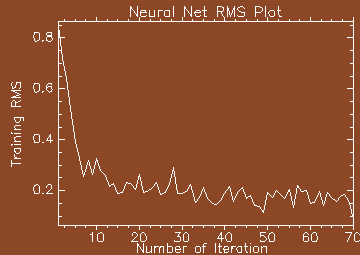 Neural Net RMS Plot
Training RMS
0.8
0.6
0.4
0.2
10 20 30 40 50 60 70
Number of Iteration